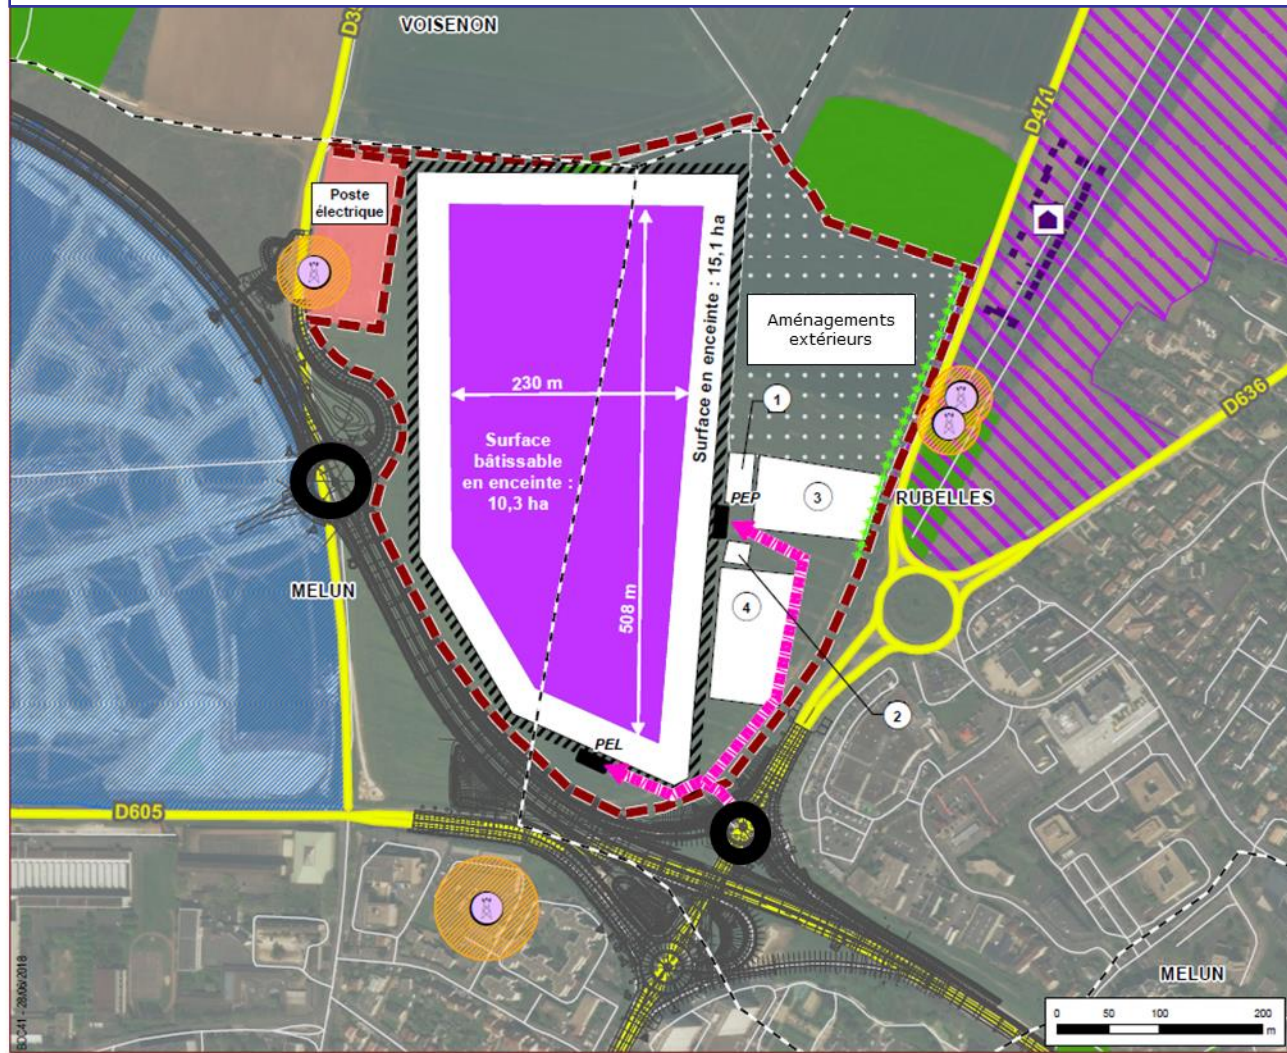 VOISENON
D471
Poste
électrique
Surface en enceinte : 15,1 ha
Aménagements
extérieurs
230 m
1
D636
Surface
bâtissable
en enceinte :
10,3 ha
PEP
3
RUBELLES
MELUN
508 m
4
2
PEL
D605
MELUN
BCC41 - 28/06/2018
0 50 100 200
m